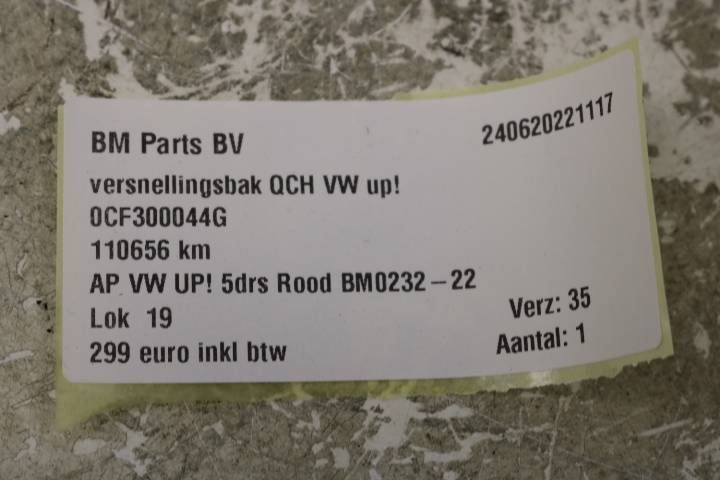 BM Parts BV
240620221117
versnellingsbak QCH VW up!
0CF300044G
110656 km
AP VW UP! 5drs Rood BM0232-22
Lok 19
Verz: 35
299 euro inkl btw
Aantal: 1